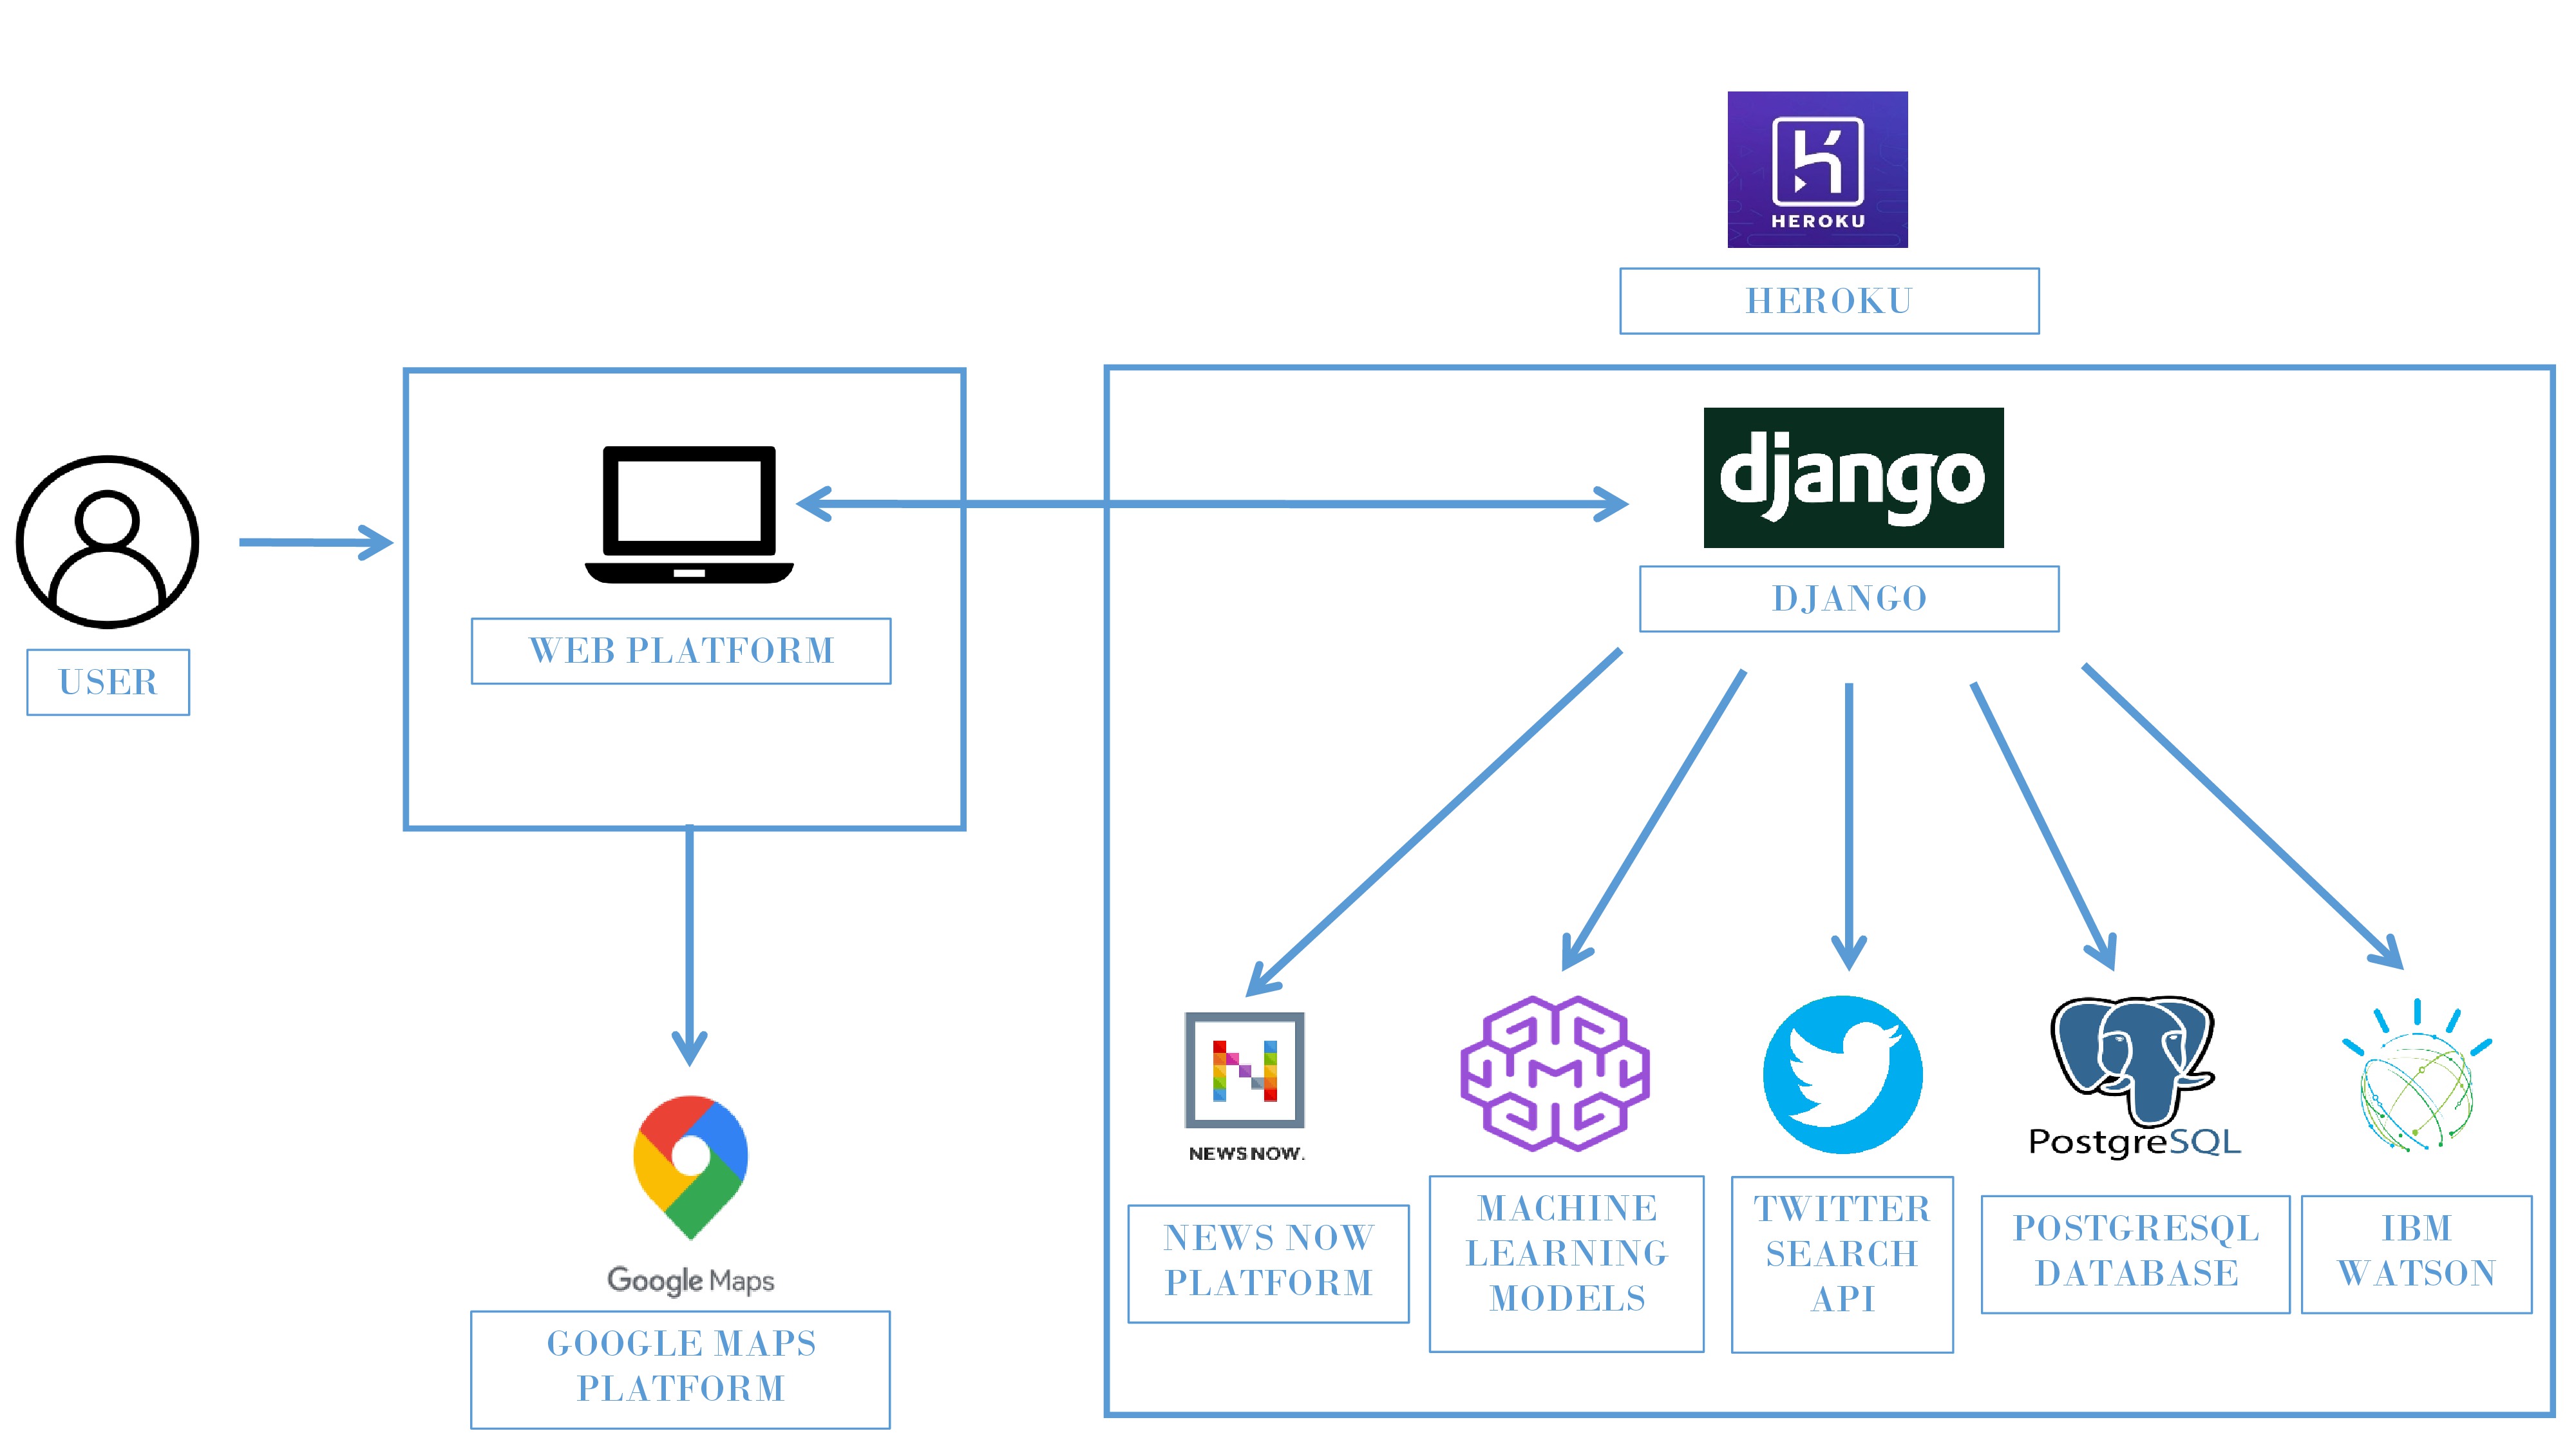 HEROKU
HEROKU
django
DJANGO
WEB PLATFORM
USER
NEWS NOW.
PostgreSQL
NEWS NOW
PLATFORM
MACHINE
LEARNING
MODELS
TWITTER
SEARCH
API
POSTGRESQL
DATABASE
IBM
WATSON
Google Maps
GOOGLE MAPS
PLATFORM